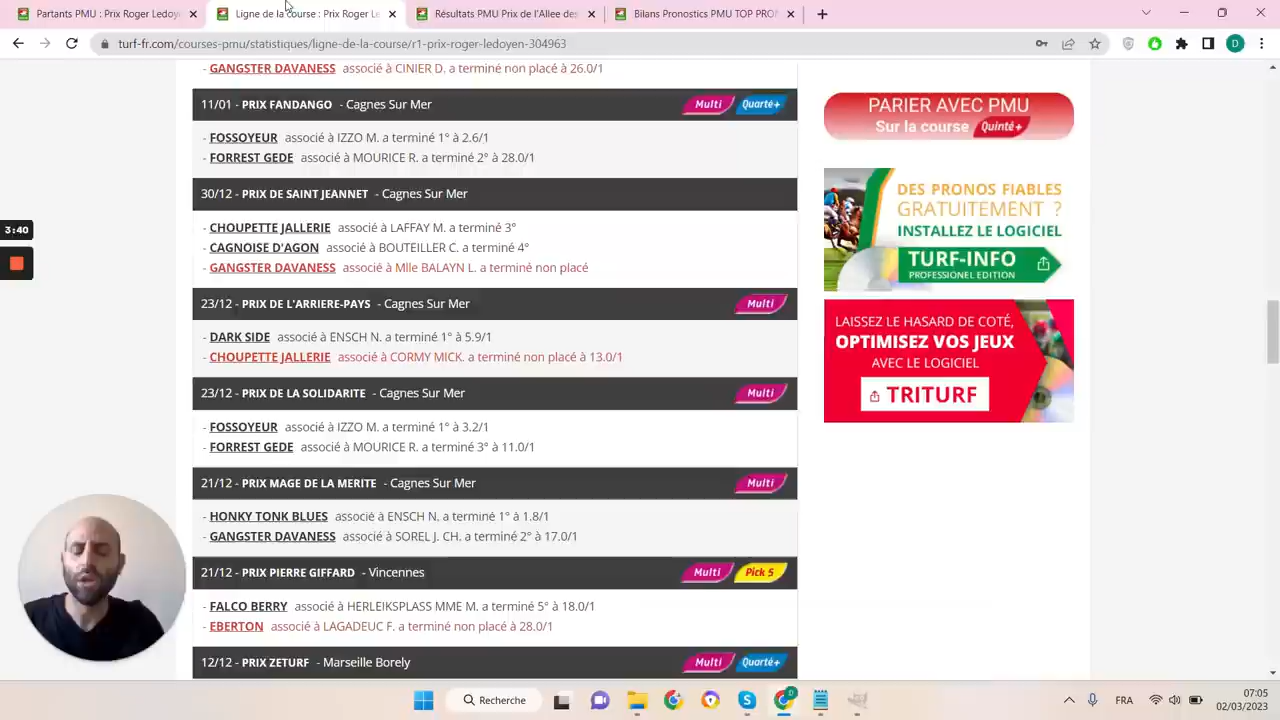 Partants PMU : Prix Roger Led
Ligne de la course : Prix Roger Le
Résultats PMU Prix de l'Allee des
Bilans Pronostics PMU TOP PRO
turf-fr.com/courses-pmu/statistiques/ligne-de-la-course/r1-prix-roger-ledoyen-304963
D
- GANGSTER DAVANESS associé à CINIER D. a terminé non placé à 26.0/1
11/01 - PRIX FANDANGO - Cagnes Sur Mer Multi Quarté+
- FOSSOYEUR associé à IZZO M. a terminé 1° à 2.6/1
- FORREST GEDE associé à MOURICE R. a terminé 2° à 28.0/1
30/12 - PRIX DE SAINT JEANNET - Cagnes Sur Mer
- CHOUPETTE JALLERIE associé à LAFFAY M. a terminé 3°
- CAGNOISE D'AGON associé à BOUTEILLER C. a terminé 4°
- GANGSTER DAVANESS associé à Mlle BALAYN L. a terminé non placé
23/12 - PRIX DE L'ARRIERE-PAYS - Cagnes Sur Mer Multi
- DARK SIDE associé à ENSCH N. a terminé 1° à 5.9/1
- CHOUPETTE JALLERIE associé à CORMY MICK. a terminé non placé à 13.0/1
23/12 - PRIX DE LA SOLIDARITE - Cagnes Sur Mer Multi
- FOSSOYEUR associé à IZZO M. a terminé 1° à 3.2/1
- FORREST GEDE associé à MOURICE R. a terminé 3° à 11.0/1
21/12 - PRIX MAGE DE LA MERITE - Cagnes Sur Mer Multi
- HONKY TONK BLUES associé à ENSCH N. a terminé 1° à 1.8/1
- GANGSTER DAVANESS associé à SOREL J. CH. a terminé 2° à 17.0/1
21/12 - PRIX PIERRE GIFFARD - Vincennes Multi Pick 5
- FALCO BERRY associé à HERLEIKSPLASS MME M. a terminé 5° à 18.0/1
- EBERTON associé à LAGADEUC F. a terminé non placé à 28.0/1
12/12 - PRIX ZETURF - Marseille Borely Multi Quarté+
PARIER AVEC PMU
Sur la course Quinté+
DES PRONOS FIABLES
GRATUITEMENT ?
INSTALLEZ LE LOGICIEL
TURF-INFO
PROFESSIONEL EDITION
LAISSEZ LE HASARD DE COTÉ,
OPTIMISEZ VOS JEUX
AVEC LE LOGICIEL
TRITURF
3:40
Recherche
FRA
07:05
02/03/2023